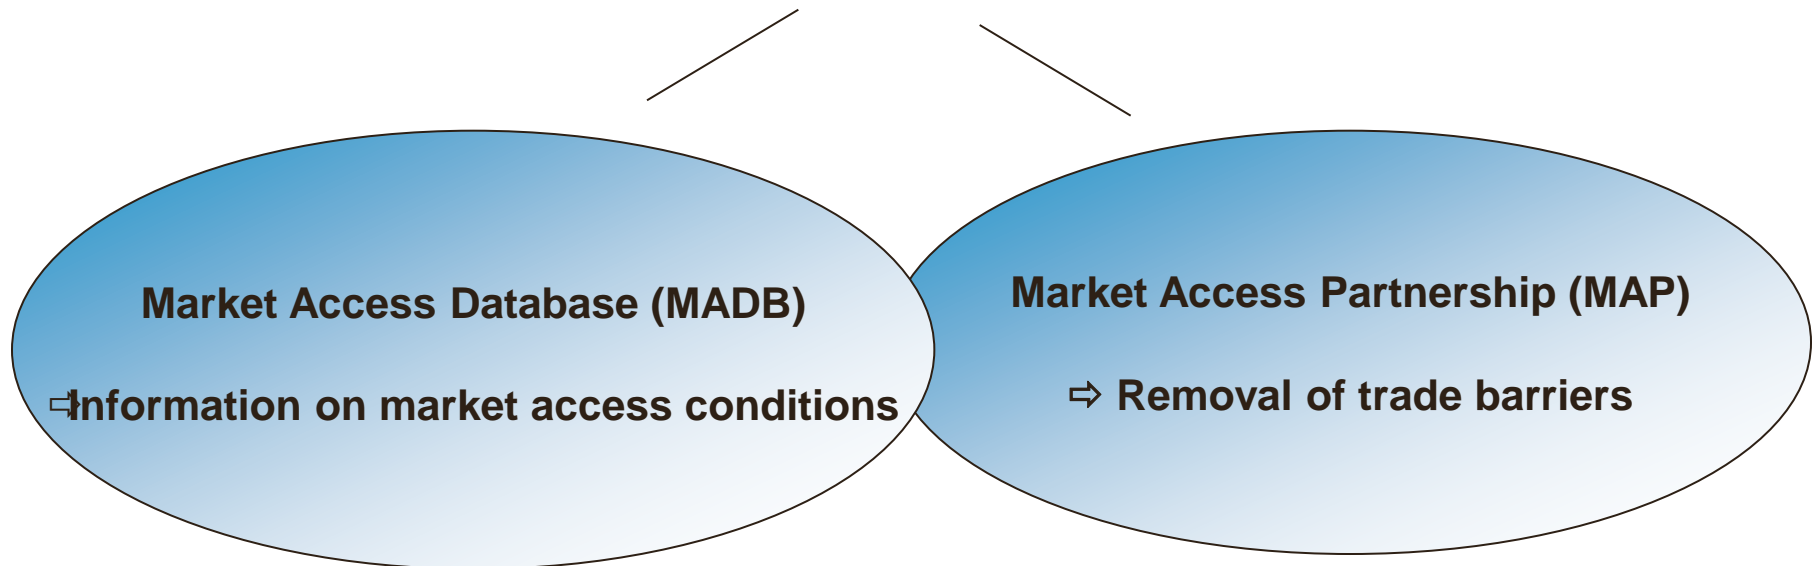 Market Access Database (MADB)
⇨Information on market access conditions
Market Access Partnership (MAP)
⇨ Removal of trade barriers